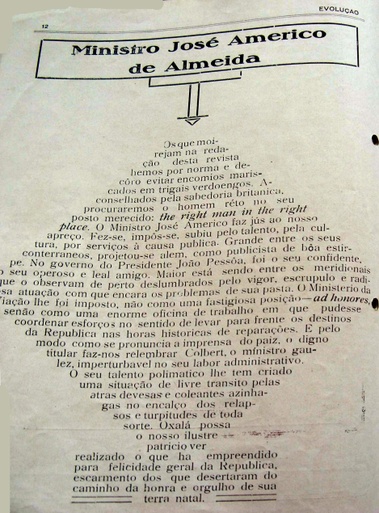 12
EVOLUÇÃO
Ministro José Americo
de Almeida
Os que moi-
rejam na reda-
ção desta revista
hemos por norma e de-
côro evitar encomios maris-
cados em trigais verdoengos. A-
conselhados pela sabedoria britanica,
procuraremos o homem réto no seu
posto merecido: the right man in the right
place. O Ministro José Americo faz jús ao nosso
apreço. Fez-se, impôs-se, subiu pelo talento, pela cul-
tura, por serviços á causa publica. Grande entre os seus
conterraneos, projetou-se alem, como publicista de bôa estir-
pe. No governo do Presidente João Pessôa, foi o seu confidente,
o seu operoso e leal amigo. Maior está sendo entre os meridionais
que o observam de perto deslumbrados pelo vigor, escrupulo e radi-
sa atuação com que encara os problemas de sua pasta. O Ministerio da
iação lhe foi imposto, não como uma fastigiosa posição—ad honores,
senão como uma enorme oficina de trabalho em que pudesse
coordenar esforços no sentido de levar para frente os destinos
da Republica nas horas historicas de reparações. E pelo
modo como se pronuncia a imprensa do paiz, o digno
titular faz-nos relembrar Colbert, o ministro gau-
lez, imperturbavel no seu labor administrativo.
O seu talento polimatico lhe tem criado
uma situação de livre transito pelas
atras devesas e coleantes azinha-
gas no encalço dos relap-
sos e turpitudes de toda
sorte. Oxalá possa
o nosso ilustre
patricio ver
realizado o que ha empreendido
para felicidade geral da Republica,
escarmento dos que desertaram do
caminho da honra e orgulho de sua
terra natal.